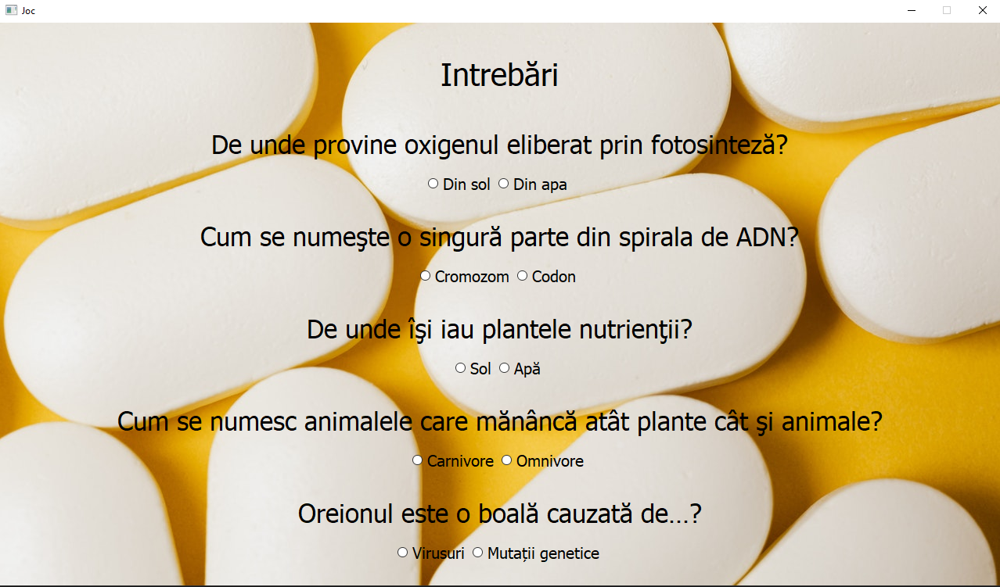 Joc
Intrebări
De unde provine oxigenul eliberat prin fotosinteză?
Din sol Din apa
Cum se numeşte o singură parte din spirala de ADN?
Cromozom Codon
De unde îşi iau plantele nutrienţii?
Sol Apă
Cum se numesc animalele care mănâncă atât plante cât şi animale?
Carnivore Omnivore
Oreionul este o boală cauzată de...?
Virusuri Mutații genetice